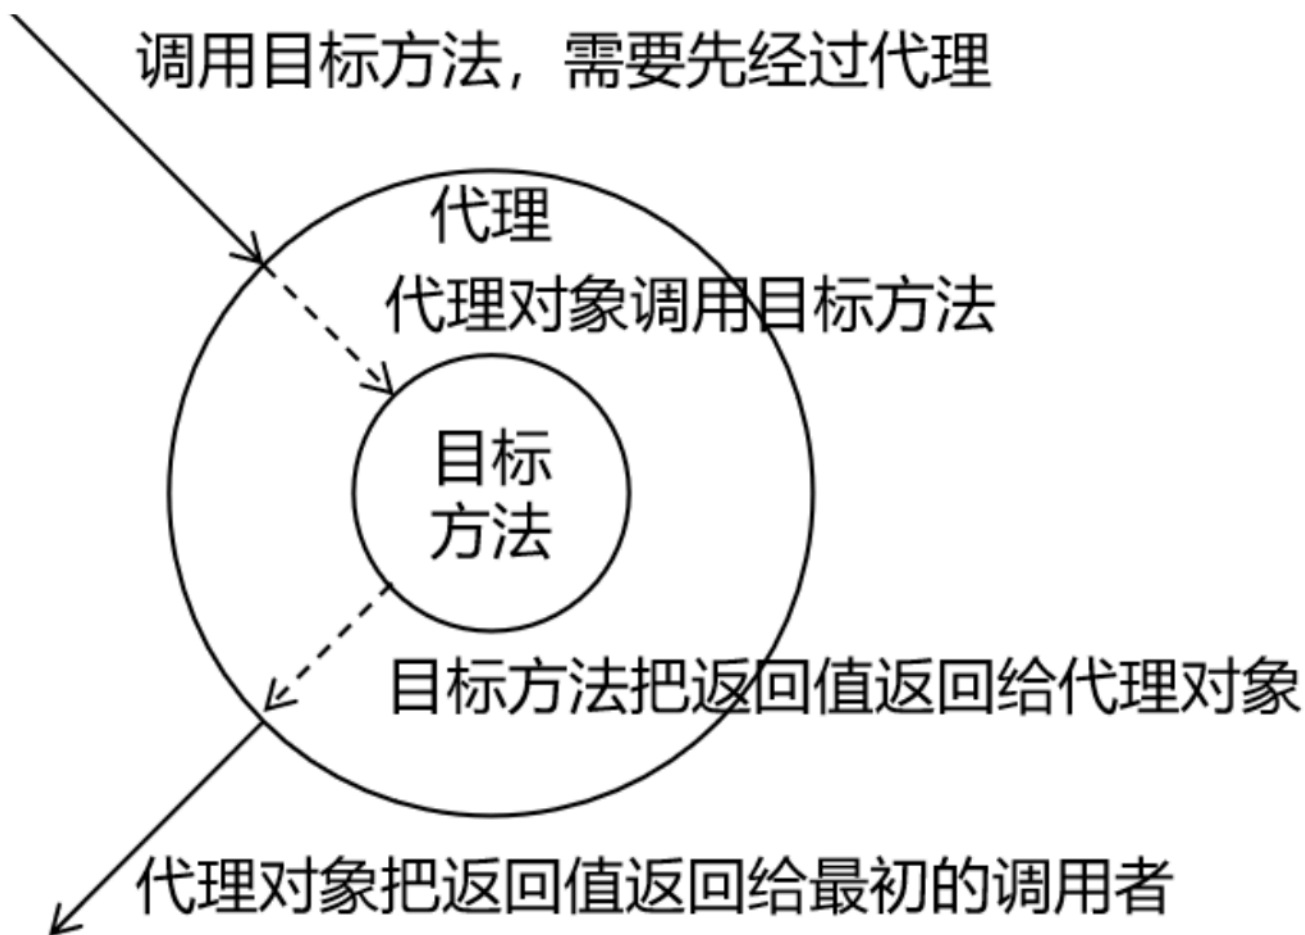 调用目标方法，需要先经过代理
代理
代理对象调用目标方法
目标
方法
目标方法把返回值返回给代理对象
代理对象把返回值返回给最初的调用者